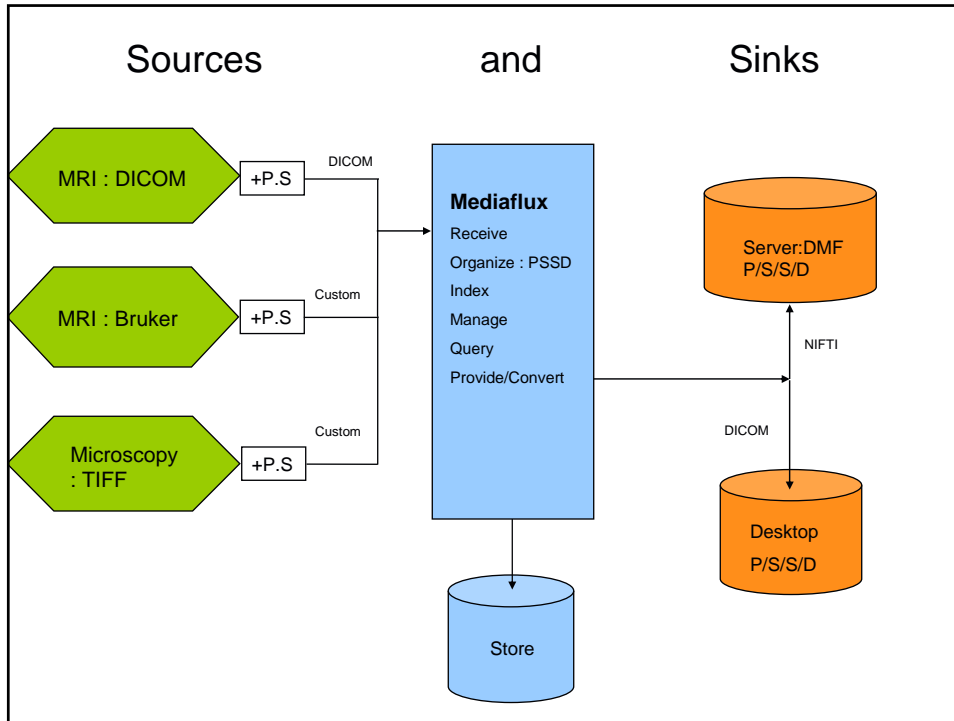 Sources and Sinks
MRI : DICOM
+P.S
DICOM
MRI : Bruker
+P.S
Custom
Microscopy
: TIFF
+P.S
Custom
Mediaflux
Receive
Organize : PSSD
Index
Manage
Query
Provide/Convert
Store
Server:DMF
P/S/S/D
NIFTI
DICOM
Desktop
P/S/S/D